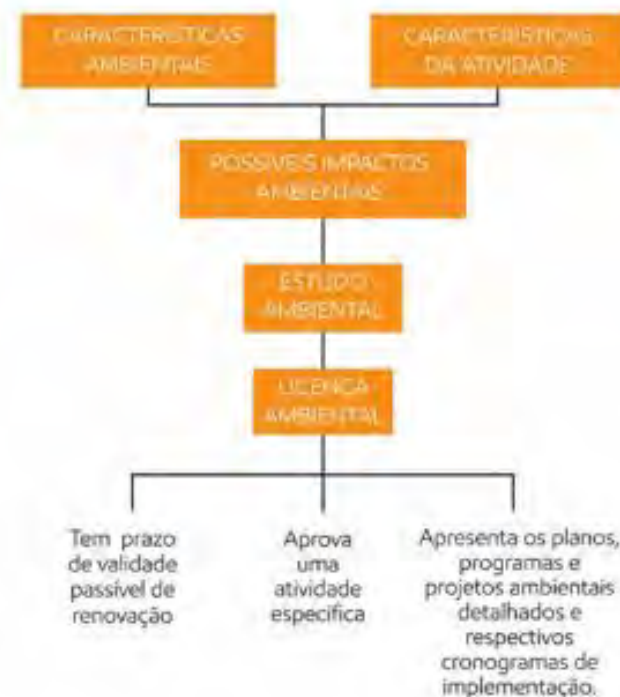 CARACTERÍSTICAS
AMBIENTAIS
CARACTERÍSTICAS
DA ATIVIDADE
POSSÍVEIS IMPACTOS
AMBIENTAIS
ESTUDO
AMBIENTAL
LICENÇA
AMBIENTAL
Tem prazo
de validade
passível de
renovação
Aprova
uma
atividade
específica
Apresenta os planos,
programas e
projetos ambientais
detalhados e
respectivos
cronogramas de
implementação.